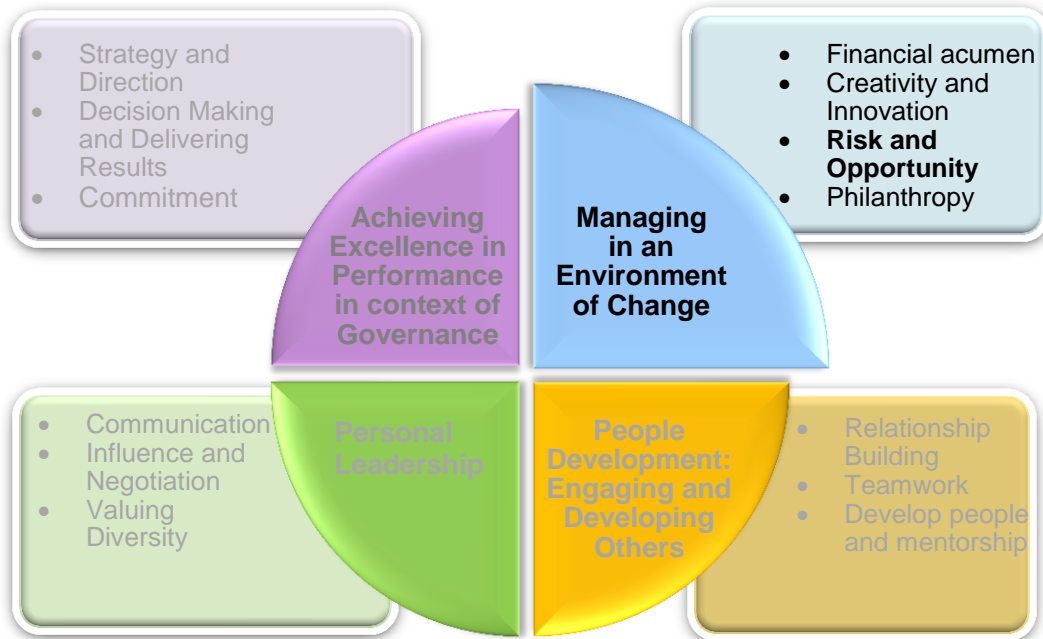 • Strategy and
Direction
• Decision Making
and Delivering
Results
• Commitment
• Financial acumen
• Creativity and
Innovation
• Risk and
Opportunity
• Philanthropy
Achieving
Excellence in
Performance
in context of
Governance
Managing
in an
Environment
of Change
• Communication
• Influence and
Negotiation
• Valuing
Diversity
Personal
Leadership
People
Development:
Engaging and
Developing
Others
• Relationship
Building
• Teamwork
• Develop people
and mentorship